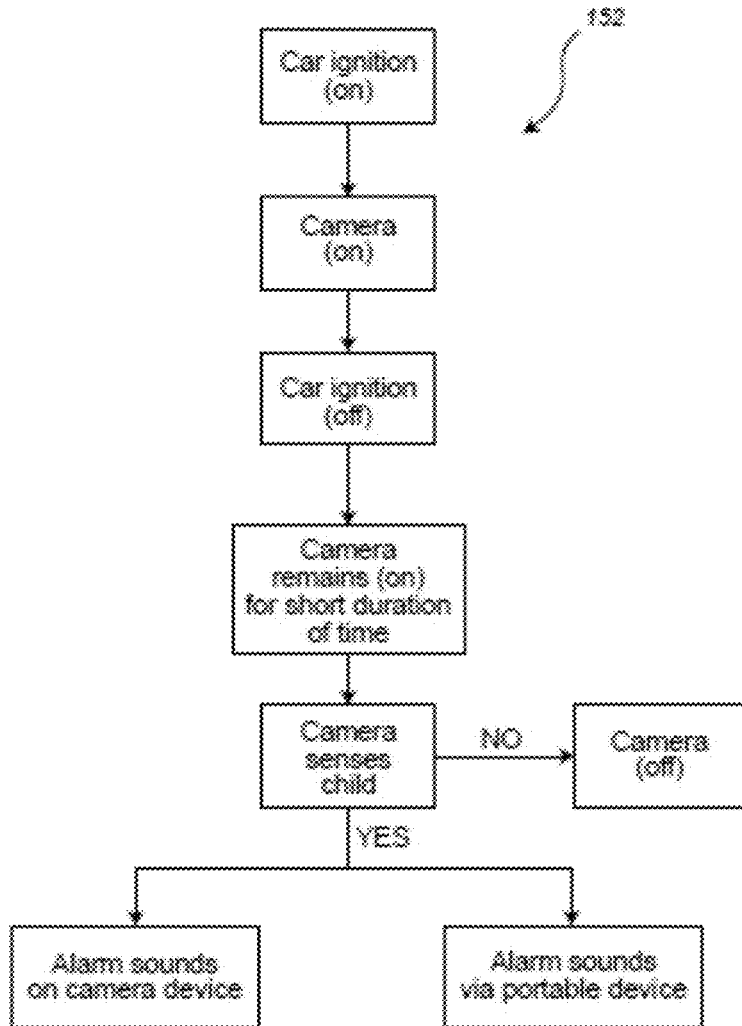 152
Car ignition
(on)
Camera
(on)
Car ignition
(off)
Camera
remains (on)
for short duration
of time
Camera
senses
child
NO
Camera
(off)
YES
Alarm sounds
on camera device
Alarm sounds
via portable device